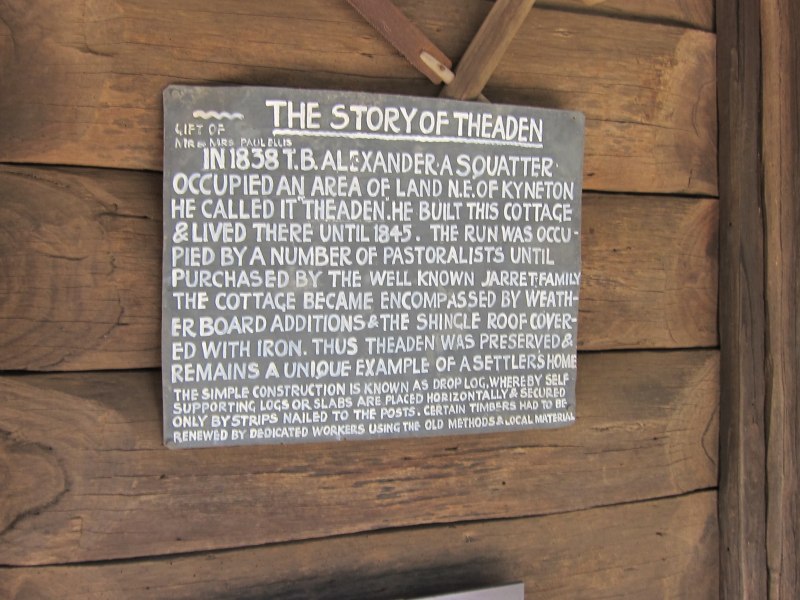 THE STORY OF THEADEN
GIFT OF
MR & MRS PAUL ELLIS
IN 1838 T.B. ALEXANDER A SQUATTER
OCCUPIED AN AREA OF LAND N.E. OF KYNETON
HE CALLED IT "THEADEN". HE BUILT THIS COTTAGE
& LIVED THERE UNTIL 1845. THE RUN WAS OCCU-
PIED BY A NUMBER OF PASTORALISTS UNTIL
PURCHASED BY THE WELL KNOWN JARRET FAMILY
THE COTTAGE BECAME ENCOMPASSED BY WEATH-
ER BOARD ADDITIONS & THE SHINGLE ROOF COVER-
ED WITH IRON. THUS THEADEN WAS PRESERVED &
REMAINS A UNIQUE EXAMPLE OF A SETTLERS HOME
THE SIMPLE CONSTRUCTION IS KNOWN AS DROP LOG, WHEREBY SELF
SUPPORTING LOGS OR SLABS ARE PLACED HORIZONTALLY & SECURED
ONLY BY STRIPS NAILED TO THE POSTS. CERTAIN TIMBERS HAD TO BE
RENEWED BY DEDICATED WORKERS USING THE OLD METHODS & LOCAL MATERIAL